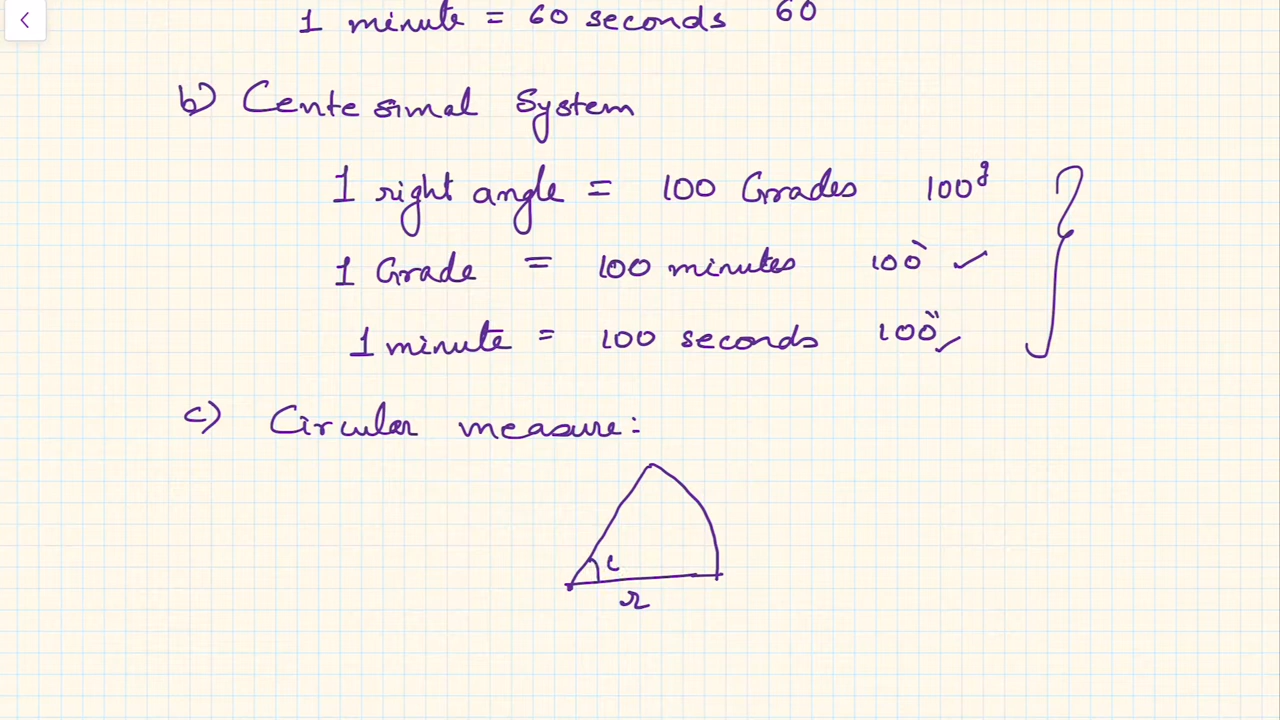 1 minute = 60 seconds 60
b) Centesimal System
1 right angle = 100 Grades 100ᵍ
1 Grade = 100 minutes 100‵ ✓
1 minute = 100 seconds 100‶ ✓
c) Circular measure:
r